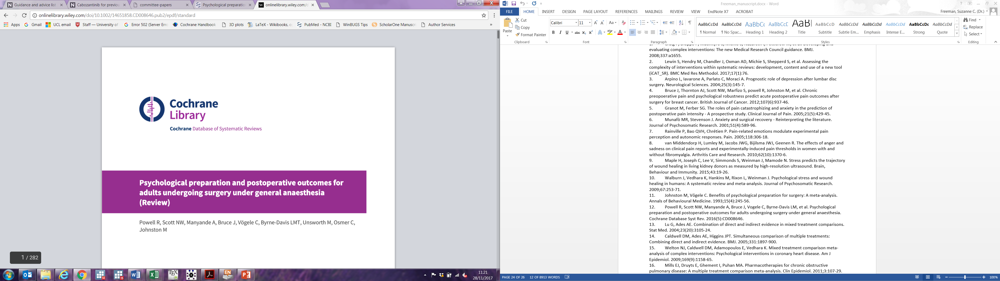 Guidance and advice list
Cabozantinib for previou
committee-papers
Psychological preparation
onlinelibrary.wiley.com/d
onlinelibrary.wiley.com/doi/10.1002/14651858.CD008646.pub2/epdf/standard
Apps
Gmail
UCL email
Staff — University of
Error 502 (Server Erro
Cochrane Handbook
3D plots
LaTeX - Wikibooks, o
PubMed - NCBI
WinBUGS Tips
ScholarOne Manuscri
Author Services
»
Cochrane
Library
Cochrane Database of Systematic Reviews
Psychological preparation and postoperative outcomes for
adults undergoing surgery under general anaesthesia
(Review)
Powell R, Scott NW, Manyande A, Bruce J, Vögele C, Byrne-Davis LMT, Unsworth M, Osmer C,
Johnston M
1 / 282
11:21
28/11/2017
Freeman_manuscript.docx - Word
FILE HOME INSERT DESIGN PAGE LAYOUT REFERENCES MAILINGS REVIEW VIEW EndNote X7 ACROBAT
Freeman, Suzanne C. (Dr.)
Paste
Cut
Copy
Format Painter
Clipboard
Calibri 11
Font
Paragraph
AaBbCcDd AaBbCcDd AaBbCc AaBbCcE AaBl AaBbCcD AaBbCcDd AaBbCcDd AaBbCcDd AaBbCcDc AaBbCcDd
¶ Normal ¶ No Spac... Heading 1 Heading 2 Title Subtitle Subtle Em... Emphasis Intense E... Strong Quote
Styles
Find
Replace
Select
Editing
1. Craig P, Dieppe P, Macintyre S, Michie S, Nazareth I, Petticrew M, et al. Developing and
evaluating complex interventions: The new Medical Research Council guidance. BMJ.
2008;337:a1655.
2. Lewin S, Hendry M, Chandler J, Oxman AD, Michie S, Shepperd S, et al. Assessing the
complexity of interventions within systematic reviews: development, content and use of a new tool
(iCAT_SR). BMC Med Res Methodol. 2017;17(1):76.
3. Arpino L, Iavarone A, Parlato C, Moraci A. Prognostic role of depression after lumbar disc
surgery. Neurological Sciences. 2004;25(3):145-7.
4. Bruce J, Thornton AJ, Scott NW, Marfizo S, powell R, Johnston M, et al. Chronic
preopoerative pain and psychological robustness predict acute postoperative pain outcomes after
surgery for breast cancer. British Journal of Cancer. 2012;107(6):937-46.
5. Granot M, Ferber SG. The roles of pain catastrophizing and anxiety in the prediction of
postoperative pain intensity - A prospective study. Clinical Journal of Pain. 2005;21(5):429-45.
6. Munafò MR, Stevenson J. Anxiety and surgical recovery - Reinterpreting the literature.
Journal of Psychosomatic Research. 2001;51(4):589-96.
7. Rainville P, Bao QVH, Chrétien P. Pain-related emotions modulate experimental pain
perception and autonomic responses. Pain. 2005;118:306-18.
8. van Middendorp H, Lumley M, Jacobs JWG, Bijilsma JWJ, Geenen R. The effects of anger and
sadness on clinical pain reports and experimentally-induced pain thresholds in women with and
without fibromyalgia. Arthritis Care and Research. 2010;62(10):1370-6.
9. Maple H, Joseph C, Lee V, Simmonds S, Weinman J, Mamode N. Stress predicts the trajectory
of wound healing in living kidney donors as measured by high-resolution ultrasound. Brain,
Behaviour and Immunity. 2015;43:19-26.
10. Walburn J, Vedhara K, Hankins M, Rixon L, Weinman J. Psychological stress and wound
healing in humans: A systematic review and meta-analysis. Journal of Psychosomatic Research.
2009;67:253-71.
11. Johnston M, Vögele C. Benefits of psychological preparation for surgery: A meta-analysis.
Annals of Behavioural Medicine. 1993;15(4):245-56.
12. Powell R, Scott NW, Manyande A, Bruce J, Vogele C, Byrne-Davis LM, et al. Psychological
preparation and postoperative outcomes for adults undergoing surgery under general anaesthesia.
Cochrane Database Syst Rev. 2016(5):CD008646.
13. Lu G, Ades AE. Combination of direct and indirect evidence in mixed treatment comparisons.
Stat Med. 2004;23(20):3105-24.
14. Caldwell DM, Ades AE, Higgins JPT. Simultaneous comparison of multiple treatments:
Combining direct and indirect evidence. BMJ. 2005;331:1897-900.
15. Welton NJ, Caldwell DM, Adamopoulos E, Vedhara K. Mixed treatment comparison meta-
analysis of complex interventions: Psychological interventions in coronary heart disease. Am J
Epidemiol. 2009;169(9):1158-65.
16. Mills EJ, Druyts E, Ghement I, Puhan MA. Pharmacotherapies for chronic obstructive
pulmonary disease: A multiple treatment comparison meta-analysis. Clin Epidemiol. 2011;3:107-29.
PAGE 24 OF 26 12 OF 8913 WORDS
100%